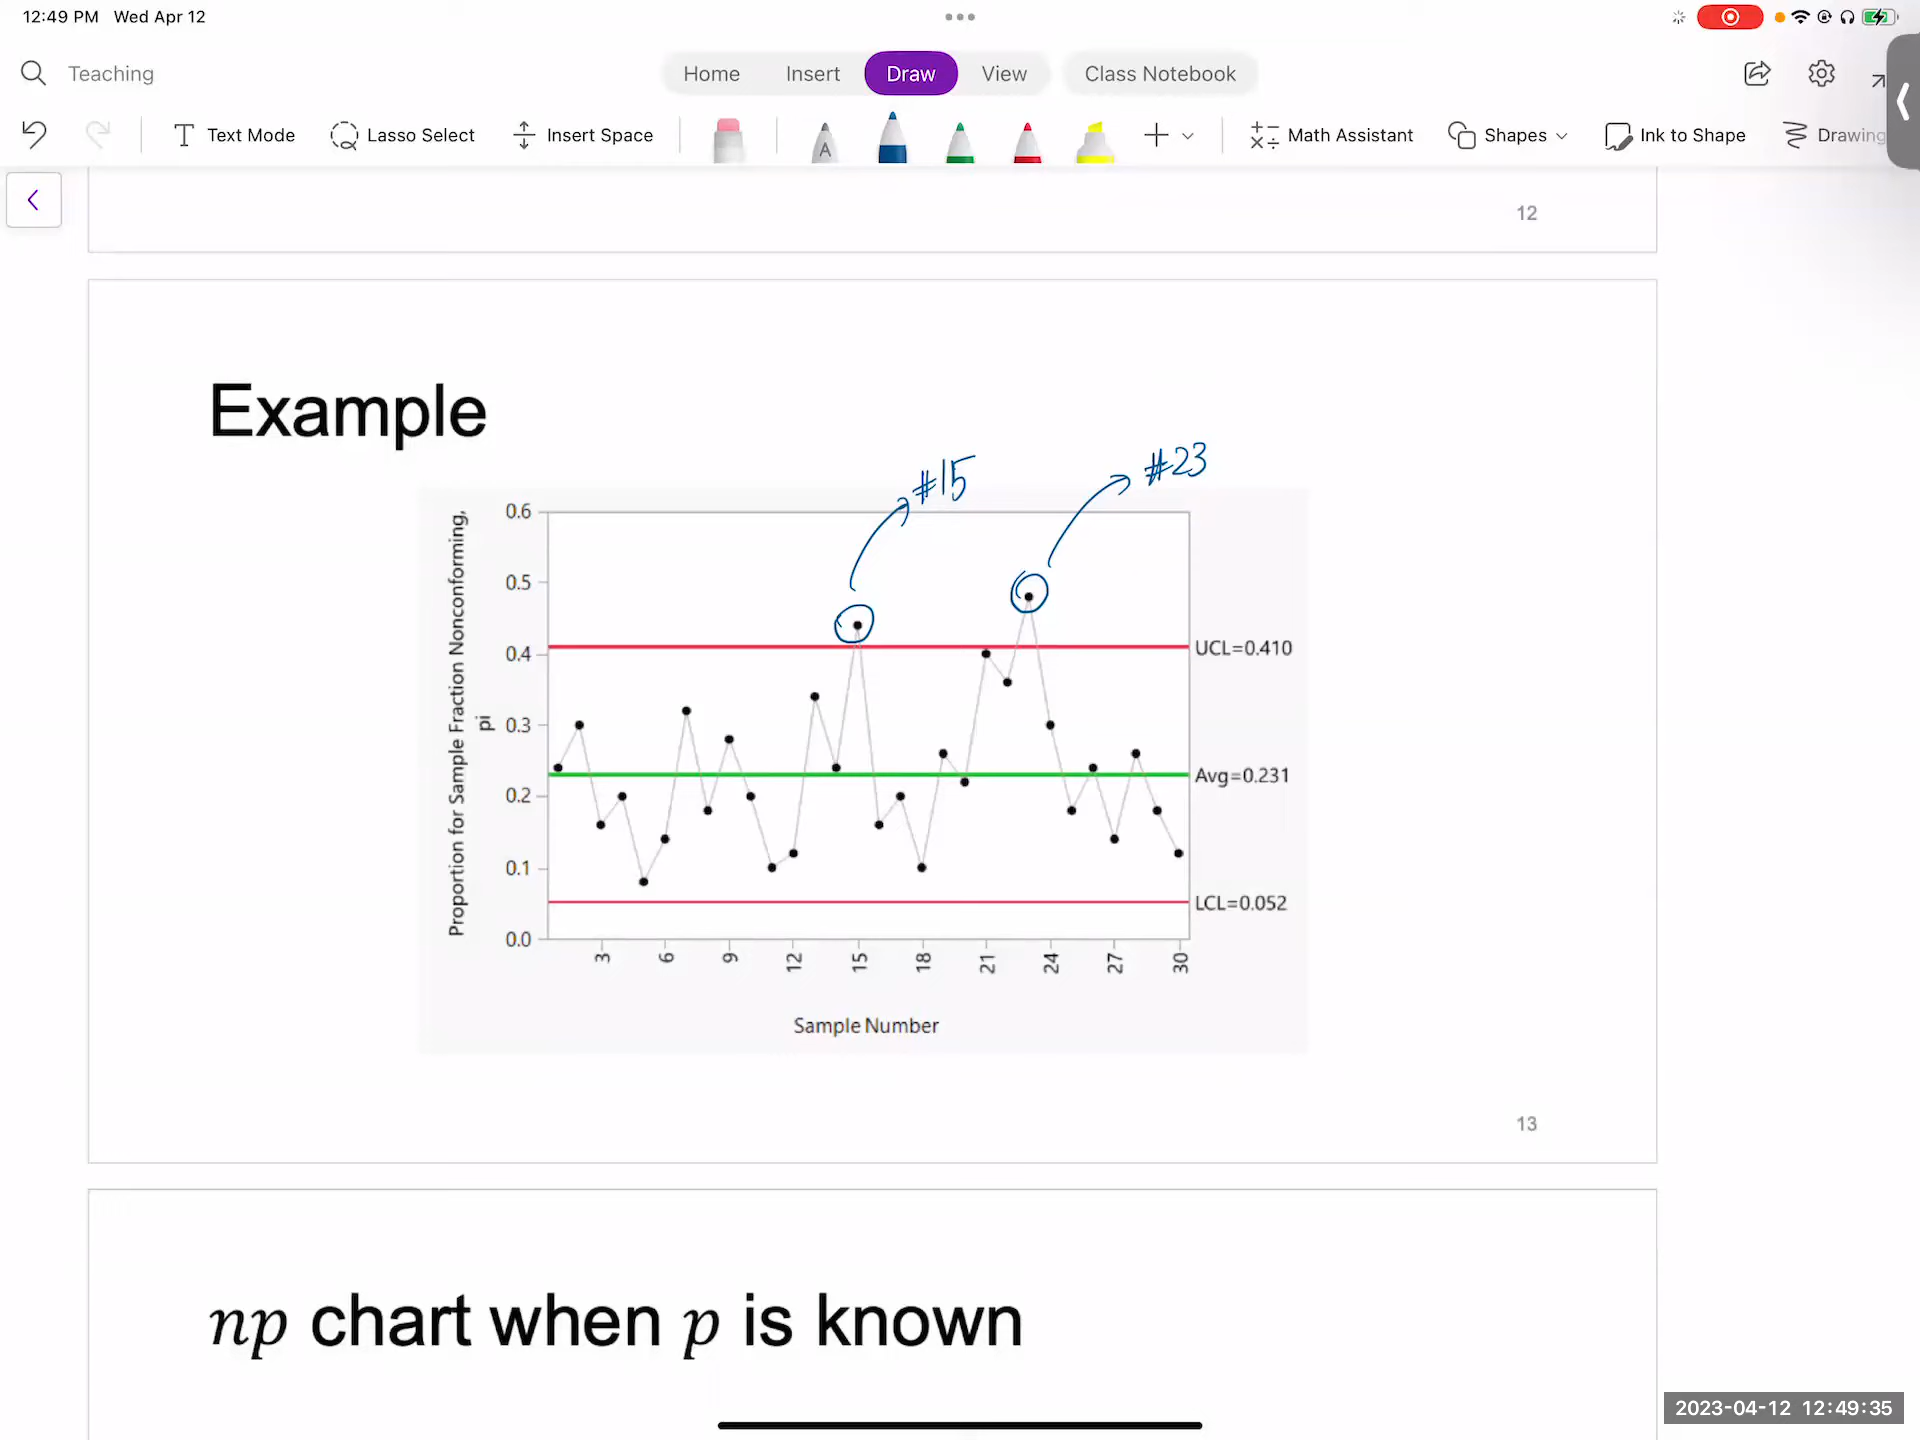 12:49 PM Wed Apr 12
Teaching
Home Insert Draw View Class Notebook
Text Mode Lasso Select Insert Space A Math Assistant Shapes Ink to Shape Drawing
12
Example
#15
#23
Proportion for Sample Fraction Nonconforming,
pi
0.6
0.5
0.4
0.3
0.2
0.1
0.0
UCL=0.410
Avg=0.231
LCL=0.052
3 6 9 12 15 18 21 24 27 30
Sample Number
13
np chart when p is known
2023-04-12 12:49:35